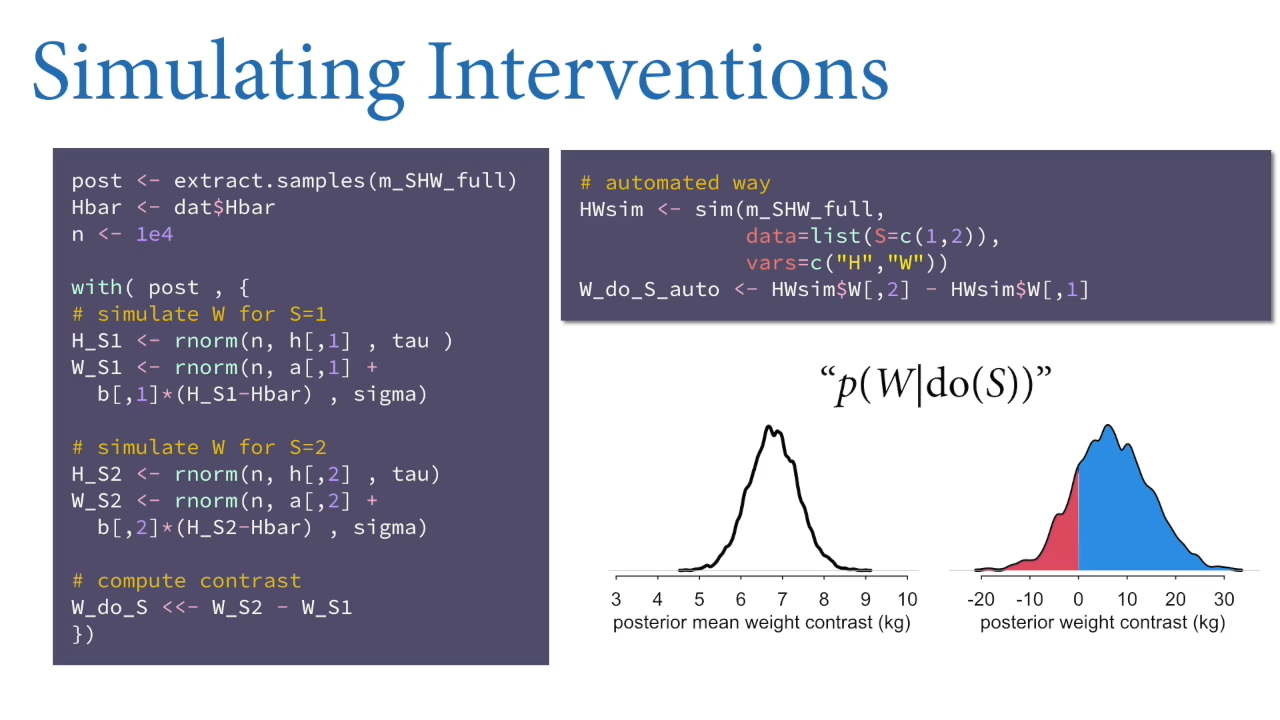 Simulating Interventions
post <- extract.samples(m_SHW_full)
Hbar <- dat$Hbar
n <- 1e4
with( post , {
# simulate W for S=1
H_S1 <- rnorm(n, h[,1] , tau )
W_S1 <- rnorm(n, a[,1] +
b[,1]*(H_S1-Hbar) , sigma)
# simulate W for S=2
H_S2 <- rnorm(n, h[,2] , tau)
W_S2 <- rnorm(n, a[,2] +
b[,2]*(H_S2-Hbar) , sigma)
# compute contrast
W_do_S <<- W_S2 - W_S1
})
# automated way
HWsim <- sim(m_SHW_full,
data=list(S=c(1,2)),
vars=c("H","W"))
W_do_S_auto <- HWsim$W[,2] - HWsim$W[,1]
“p(W|do(S))”
3 4 5 6 7 8 9 10
posterior mean weight contrast (kg)
-20 -10 0 10 20 30
posterior weight contrast (kg)